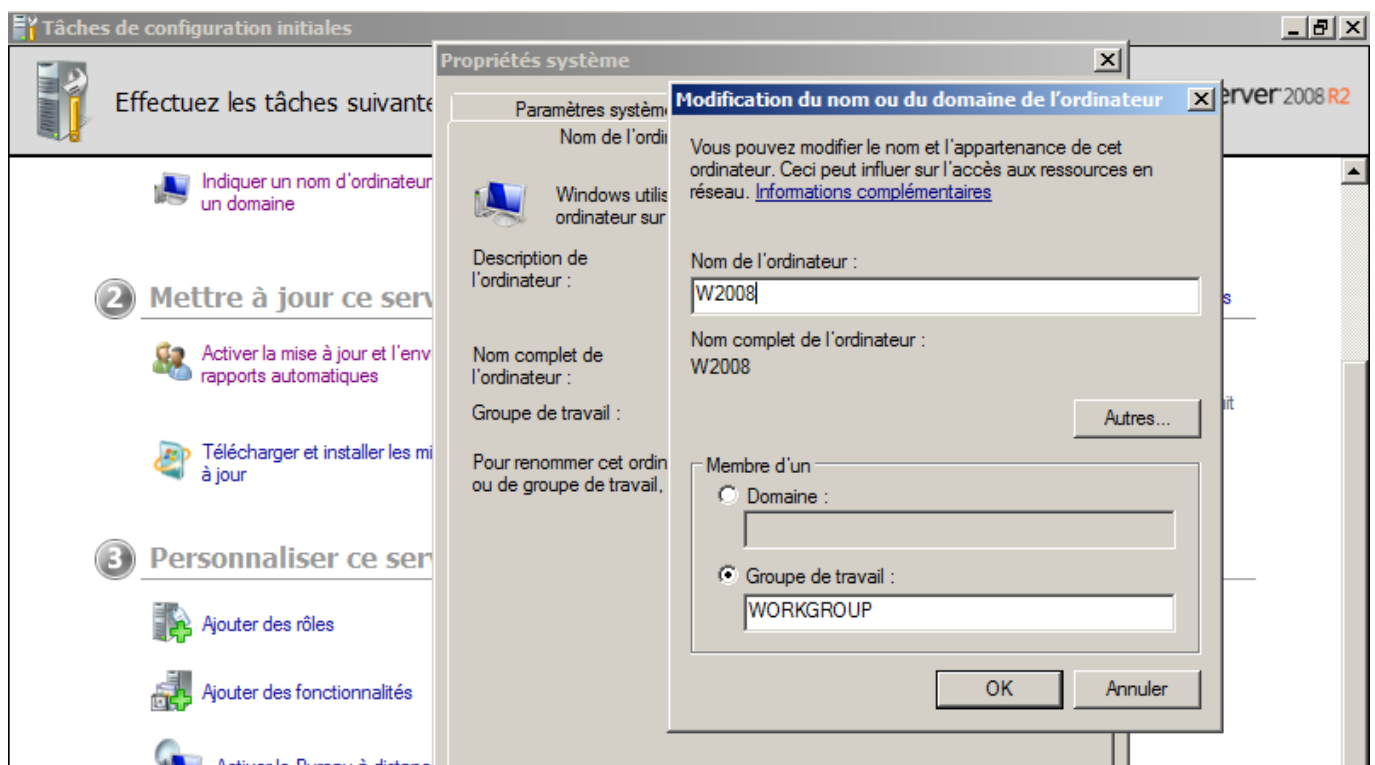 Tâches de configuration initiales
Effectuez les tâches
2008 R2
Indiquer un nom d'ordinateur
un domaine
2 Mettre à jour ce
Activer la mise à jour et l'env
rapports automatiques
Télécharger et installer les mi
à jour
3 Personnaliser ce
Ajouter des rôles
Ajouter des fonctionnalités
Propriétés système
Paramètres systèm
Nom de l'ordi
Windows utilis
ordinateur sur
Description de
l'ordinateur :
Nom complet de
l'ordinateur :
Groupe de travail :
Pour renommer cet ordin
ou de groupe de travail,
Modification du nom ou du domaine de l'ordinateur
Vous pouvez modifier le nom et l'appartenance de cet
ordinateur. Ceci peut influer sur l'accès aux ressources en
réseau. Informations complémentaires
Nom de l'ordinateur :
W2008
Nom complet de l'ordinateur :
W2008
Autres...
Membre d'un
Domaine :
Groupe de travail :
WORKGROUP
OK
Annuler